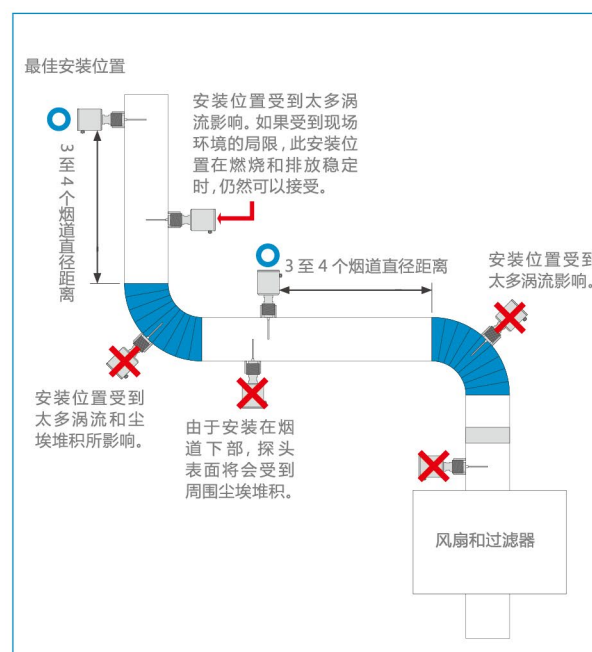 最佳安装位置
安装位置受到太多涡
流影响。如果受到现场
环境的局限，此安装位
置在燃烧和排放稳定
时，仍然可以接受。
3至4个烟道直径距离
3 至 4 个烟道直径距离
安装位置受到
太多涡流影响。
安装位置受到
太多涡流和尘
埃堆积所影响。
由于安装在烟
道下部，探头
表面将会受到
周围尘埃堆积。
风扇和过滤器